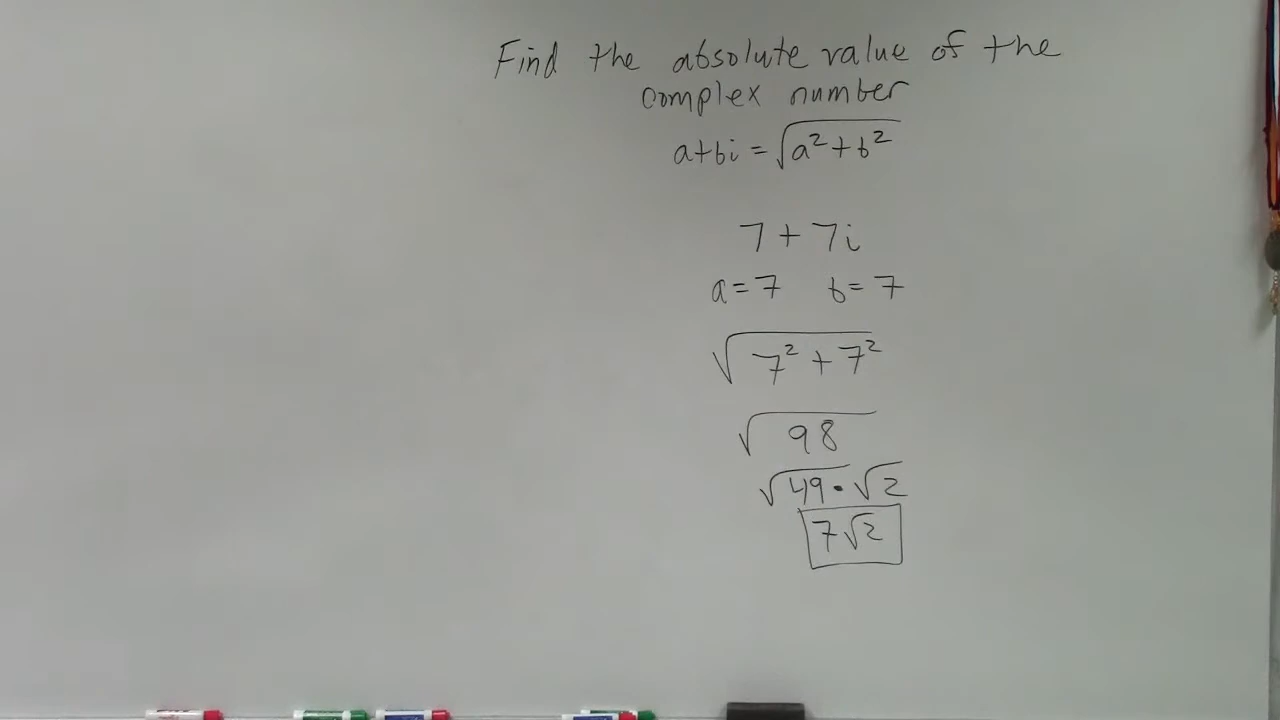 Find the absolute value of the
complex number
a+bi = √a²+b²
7 + 7i
a=7 b=7
√7² + 7²
√98
√49 • √2
7√2